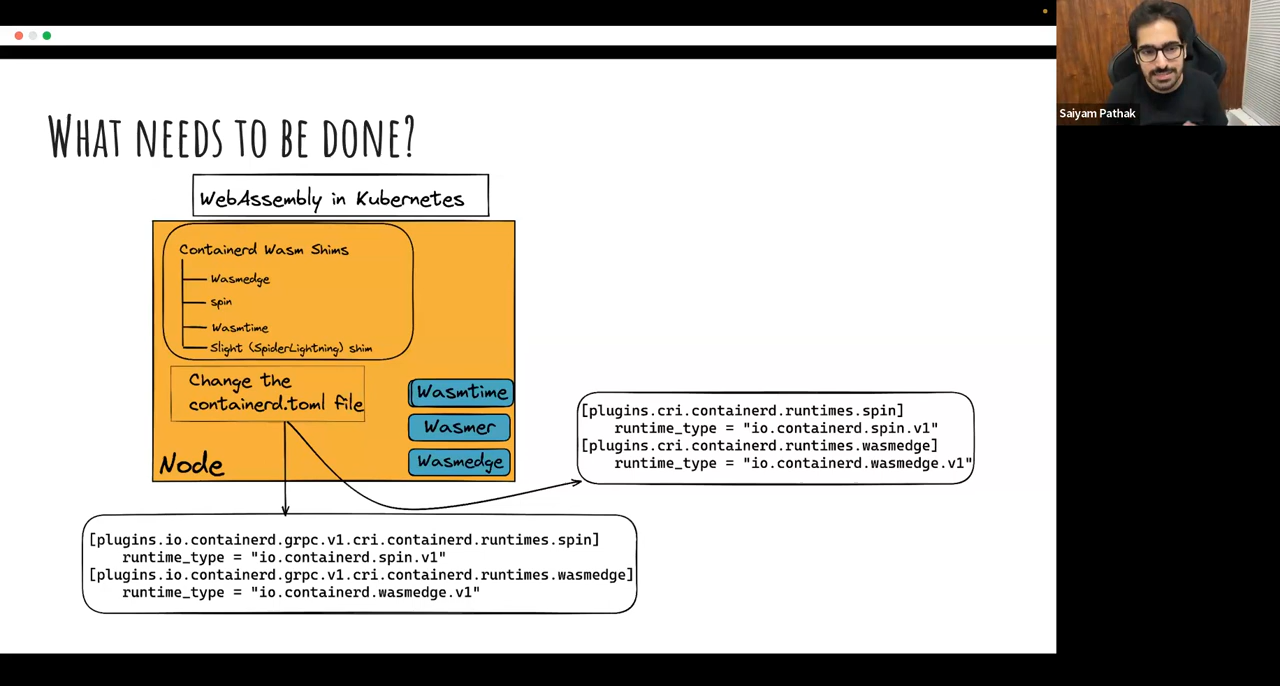 WHAT NEEDS TO BE DONE?
WebAssembly in Kubernetes
Containerd Wasm Shims
Wasmedge
spin
Wasmtime
Slight (SpiderLightning) shim
Change the
containerd.toml file
Wasmtime
Wasmer
Wasmedge
Node
[plugins.cri.containerd.runtimes.spin]
runtime_type = "io.containerd.spin.v1"
[plugins.cri.containerd.runtimes.wasmedge]
runtime_type = "io.containerd.wasmedge.v1"
[plugins.io.containerd.grpc.v1.cri.containerd.runtimes.spin]
runtime_type = "io.containerd.spin.v1"
[plugins.io.containerd.grpc.v1.cri.containerd.runtimes.wasmedge]
runtime_type = "io.containerd.wasmedge.v1"
Saiyam Pathak